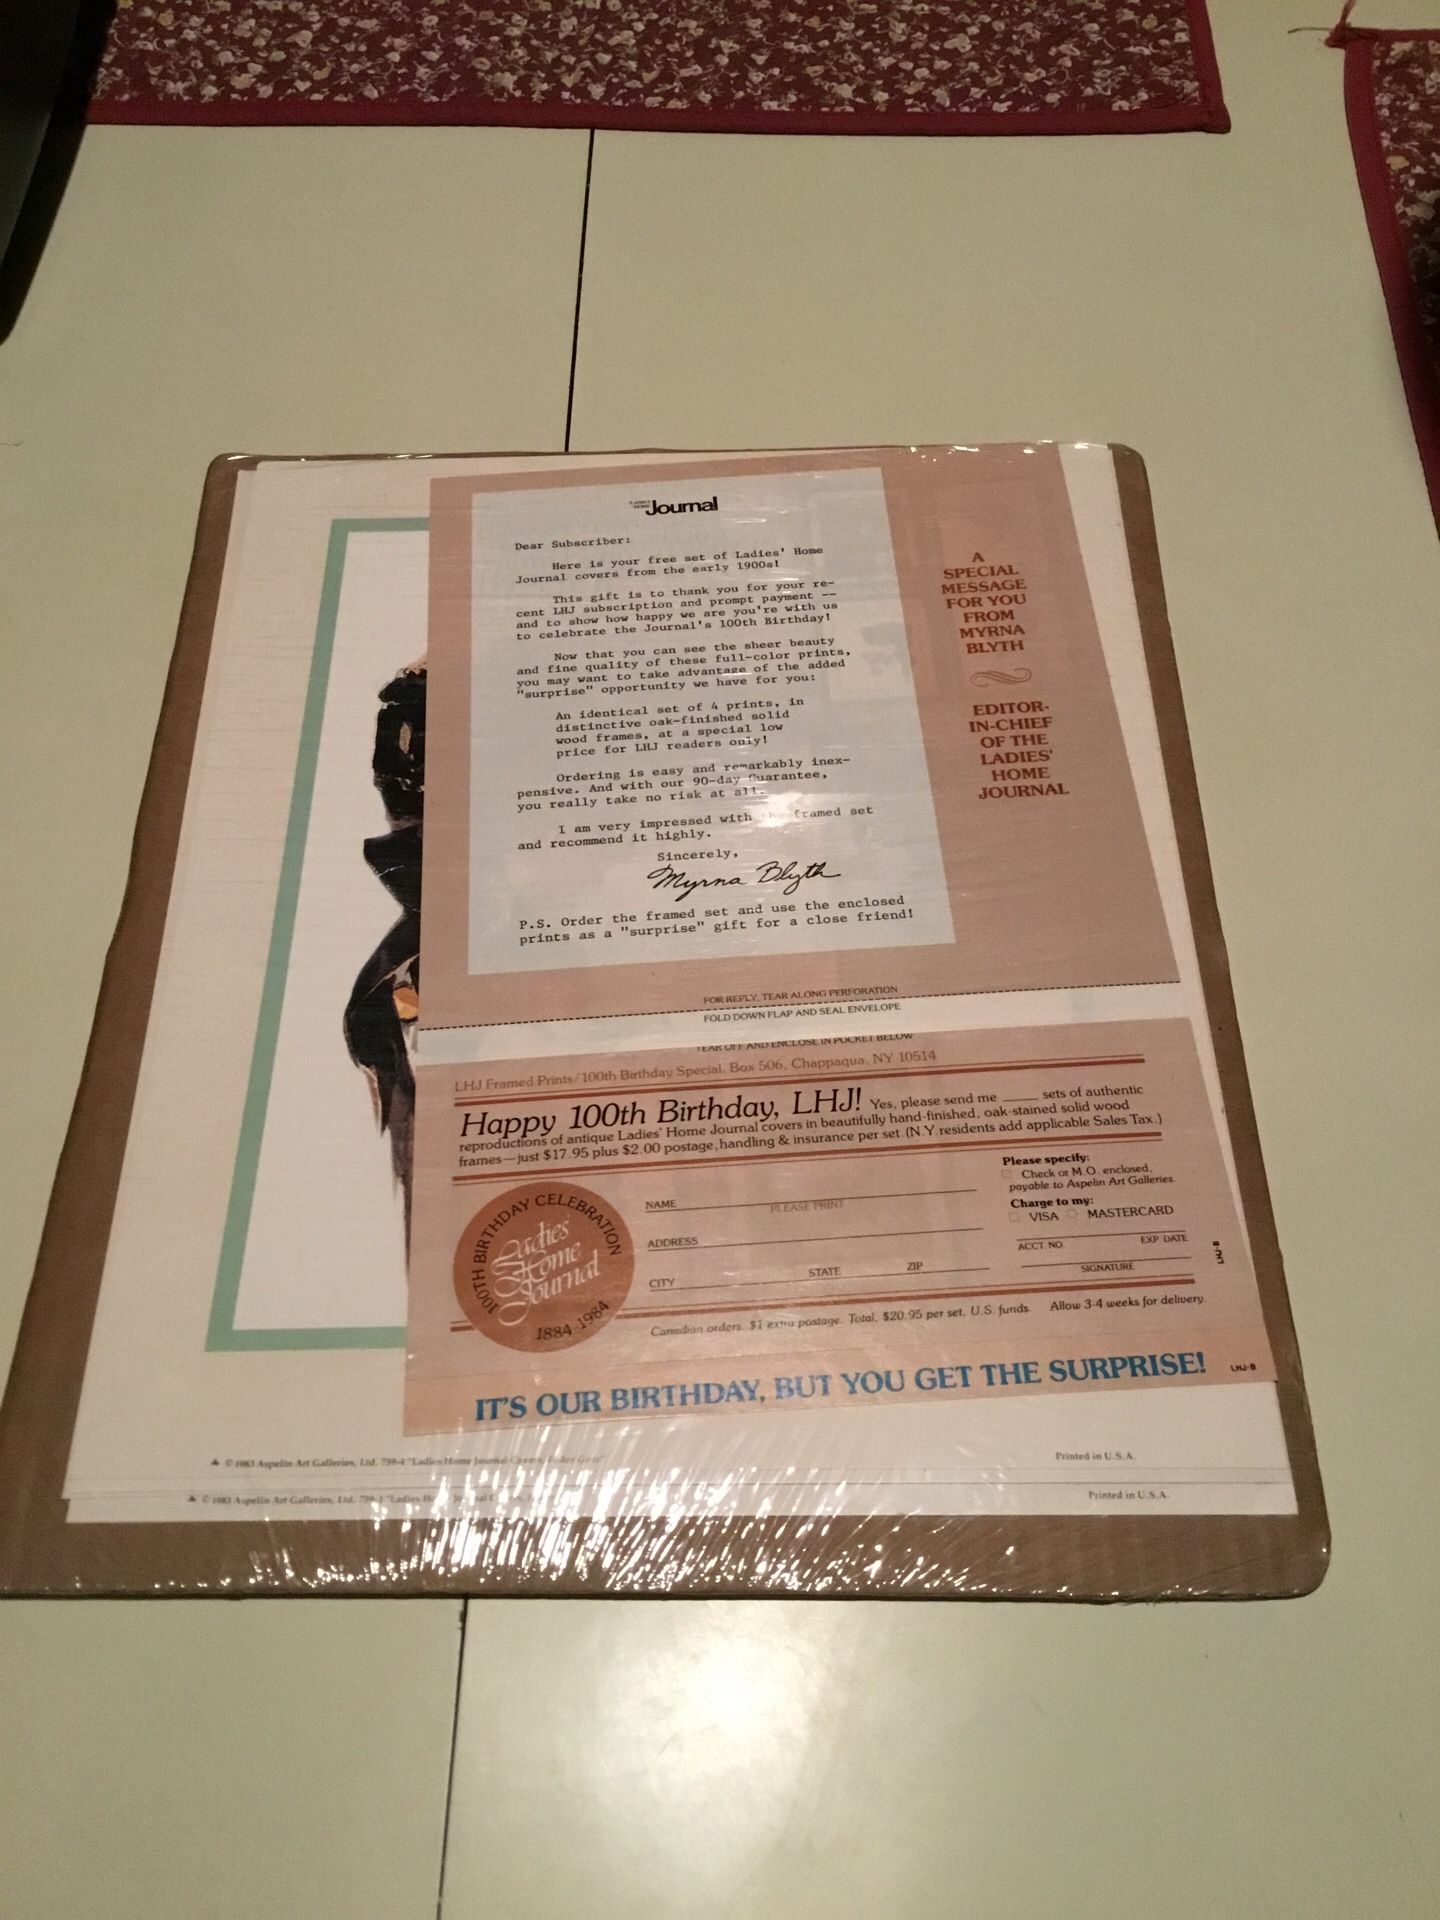 LADIES' HOME Journal
Dear Subscriber:
Here is your free set of Ladies' Home
Journal covers from the early 1900s!
This gift is to thank you for your re-
cent LHJ subscription and prompt payment --
and to show how happy we are you're with us
to celebrate the Journal's 100th Birthday!
Now that you can see the sheer beauty
and fine quality of these full-color prints,
you may want to take advantage of the added
"surprise" opportunity we have for you:
An identical set of 4 prints, in
distinctive oak-finished solid
wood frames, at a special low
price for LHJ readers only!
Ordering is easy and remarkably inex-
pensive. And with our 90-day Guarantee,
you really take no risk at all.
I am very impressed with the framed set
and recommend it highly.
Sincerely,
Myrna Blyth
P.S. Order the framed set and use the enclosed
prints as a "surprise" gift for a close friend!
A
SPECIAL
MESSAGE
FOR YOU
FROM
MYRNA
BLYTH
EDITOR-
IN-CHIEF
OF THE
LADIES'
HOME
JOURNAL
FOR REPLY, TEAR ALONG PERFORATION
FOLD DOWN FLAP AND SEAL ENVELOPE
TEAR OFF AND ENCLOSE IN POCKET BELOW
LHJ Framed Prints/100th Birthday Special, Box 506, Chappaqua, NY 10514
Happy 100th Birthday, LHJ! Yes, please send me _____ sets of authentic
reproductions of antique Ladies' Home Journal covers in beautifully hand-finished, oak-stained solid wood
frames—just $17.95 plus $2.00 postage, handling & insurance per set. (N.Y. residents add applicable Sales Tax.)
100TH BIRTHDAY CELEBRATION
Ladies'
Home
Journal
1884-1984
NAME
PLEASE PRINT
ADDRESS
CITY STATE ZIP
Please specify:
Check or M.O. enclosed,
payable to Aspelin Art Galleries.
Charge to my:
VISA MASTERCARD
ACCT. NO. EXP. DATE
SIGNATURE
LHJ-B
Canadian orders, $1 extra postage. Total, $20.95 per set, U.S. funds. Allow 3-4 weeks for delivery.
IT'S OUR BIRTHDAY, BUT YOU GET THE SURPRISE!
LHJ-B
© 1983 Aspelin Art Galleries, Ltd. 759-4 "Ladies Home Journal Covers, Printed in U.S.A.
© 1983 Aspelin Art Galleries, Ltd. 759-1 "Ladies Printed in U.S.A.